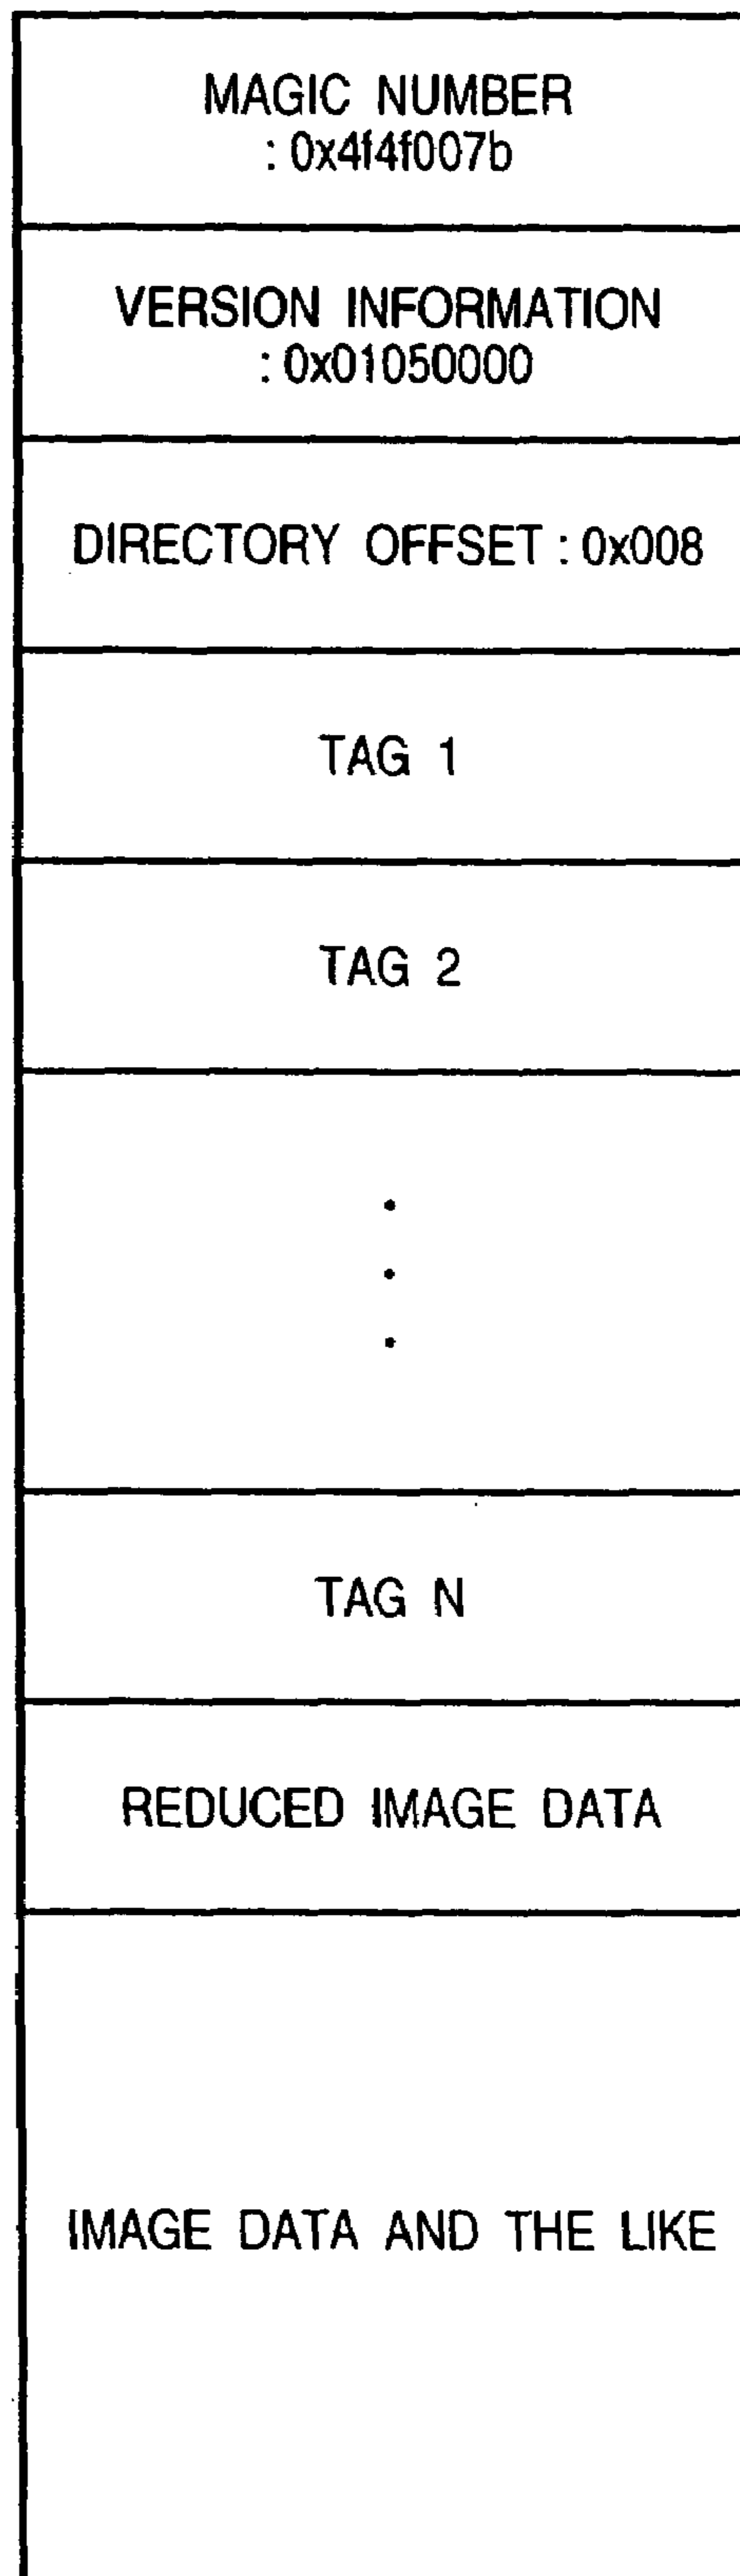 MAGIC NUMBER
: 0x4f4f007b
VERSION INFORMATION
: 0x01050000
DIRECTORY OFFSET : 0x008
TAG 1
TAG 2
TAG N
REDUCED IMAGE DATA
IMAGE DATA AND THE LIKE